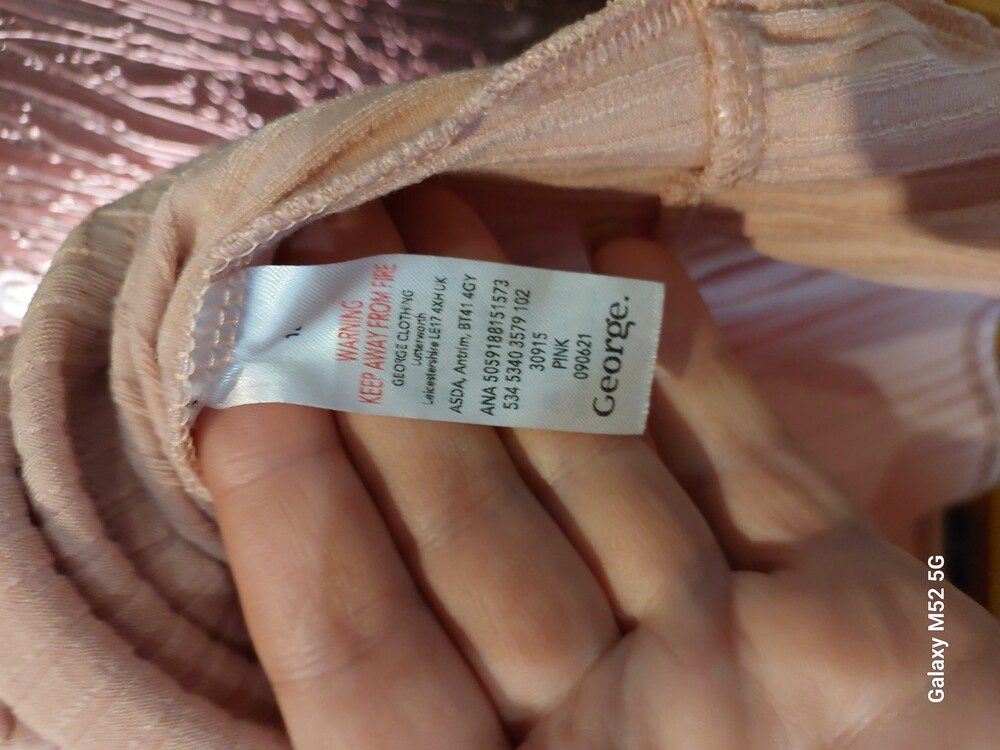 WARNING
KEEP AWAY FROM FIRE
GEORGE CLOTHING
Lutterworth
Leicestershire LE17 4XH UK
ASDA, Antrim, BT41 4GY
ANA 5059188151573
534 5340 3579 102
30915
PINK
090621
George.
Galaxy M52 5G